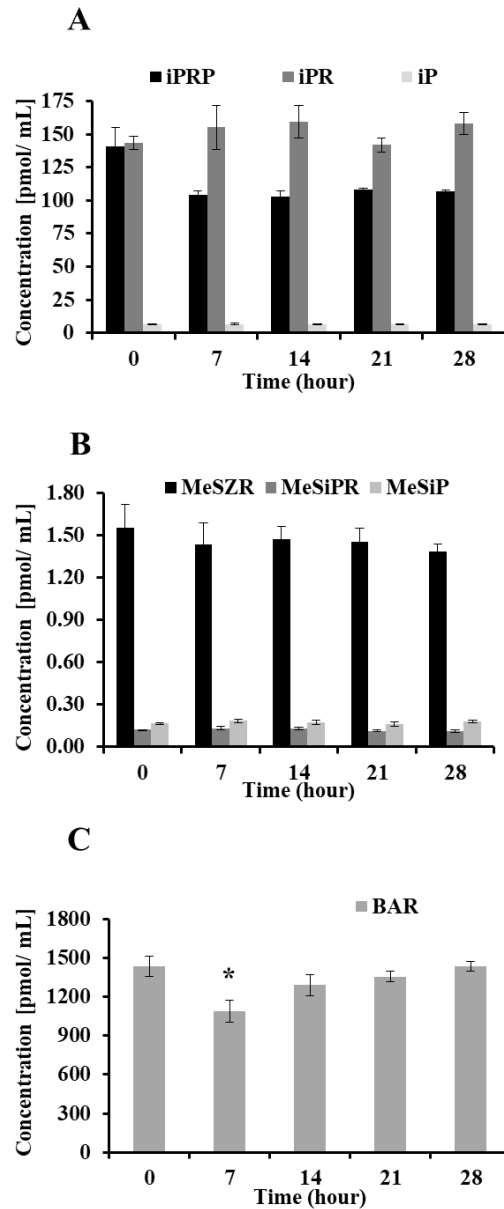 A
iPRP iPR iP
Concentration [pmol/ mL]
175
150
125
100
75
50
25
0
0 7 14 21 28
Time (hour)
B
MeSZR MeSiPR MeSiP
Concentration [pmol/ mL]
1.80
1.50
1.20
0.90
0.60
0.30
0.00
0 7 14 21 28
Time (hour)
C
BAR
Concentration [pmol/ mL]
1800
1500
1200
900
600
300
0
*
0 7 14 21 28
Time (hour)